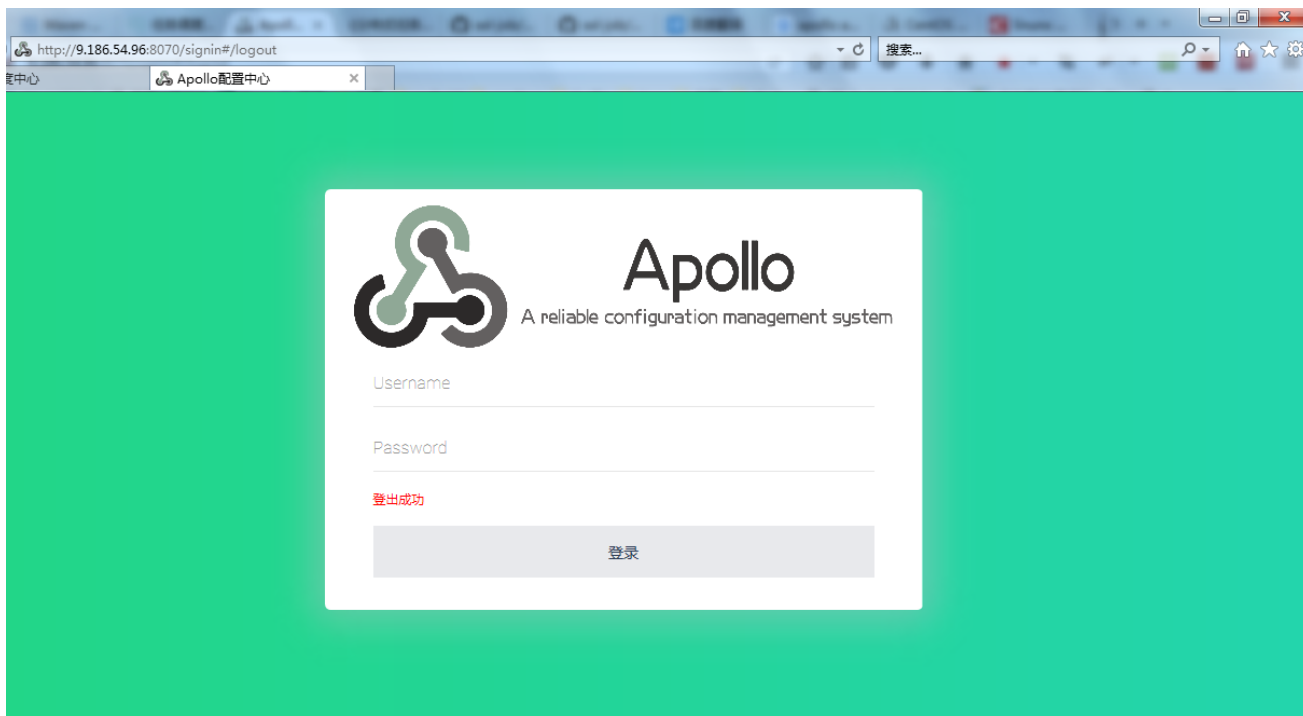 http://9.186.54.96:8070/signin#/logout
搜索...
度中心
Apollo配置中心
Apollo
A reliable configuration management system
Username
Password
登出成功
登录